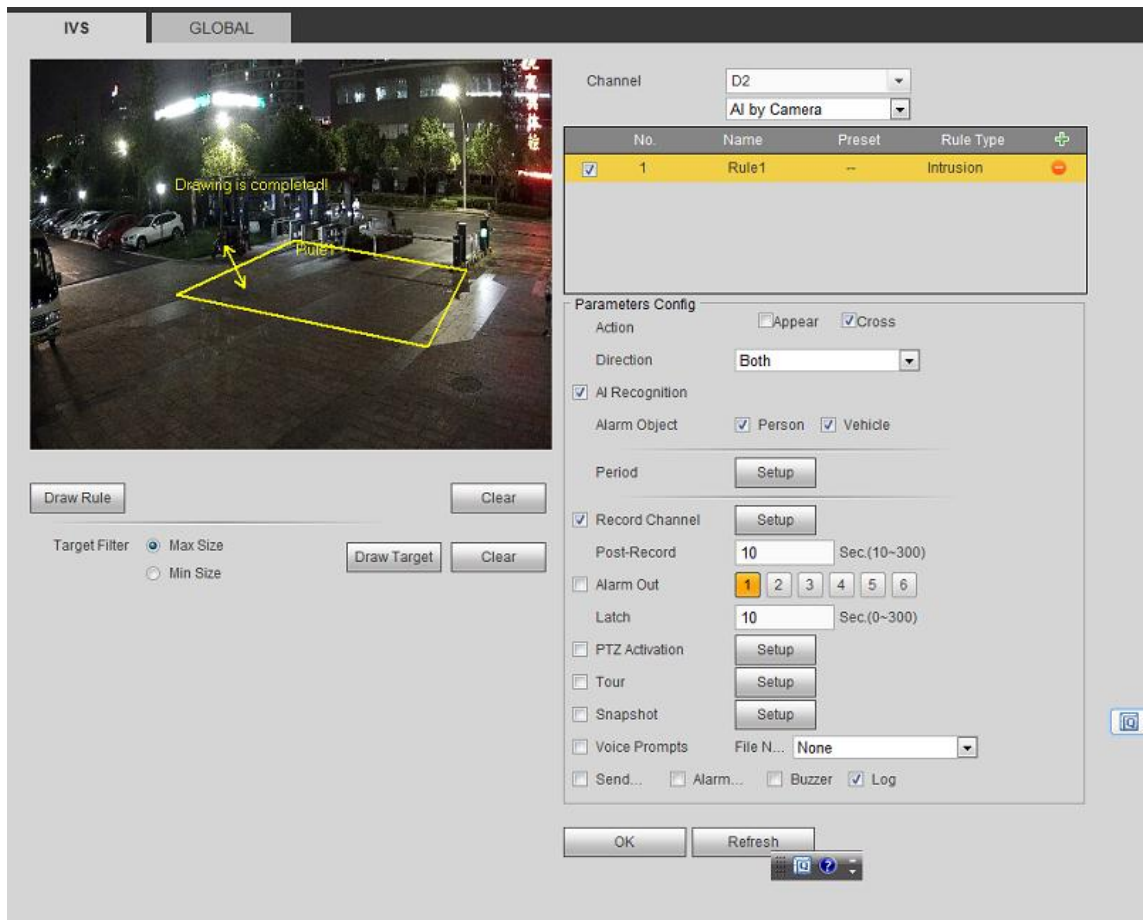 IVS
GLOBAL
Drawing is completed!
Rule1
Draw Rule
Clear
Target Filter
Max Size
Draw Target
Clear
Min Size
Channel
D2
AI by Camera
No. Name Preset Rule Type
1 Rule1 -- Intrusion
Parameters Config
Action Appear Cross
Direction Both
AI Recognition
Alarm Object Person Vehicle
Period Setup
Record Channel Setup
Post-Record 10 Sec.(10~300)
Alarm Out 1 2 3 4 5 6
Latch 10 Sec.(0~300)
PTZ Activation Setup
Tour Setup
Snapshot Setup
Voice Prompts File N... None
Send... Alarm... Buzzer Log
OK Refresh